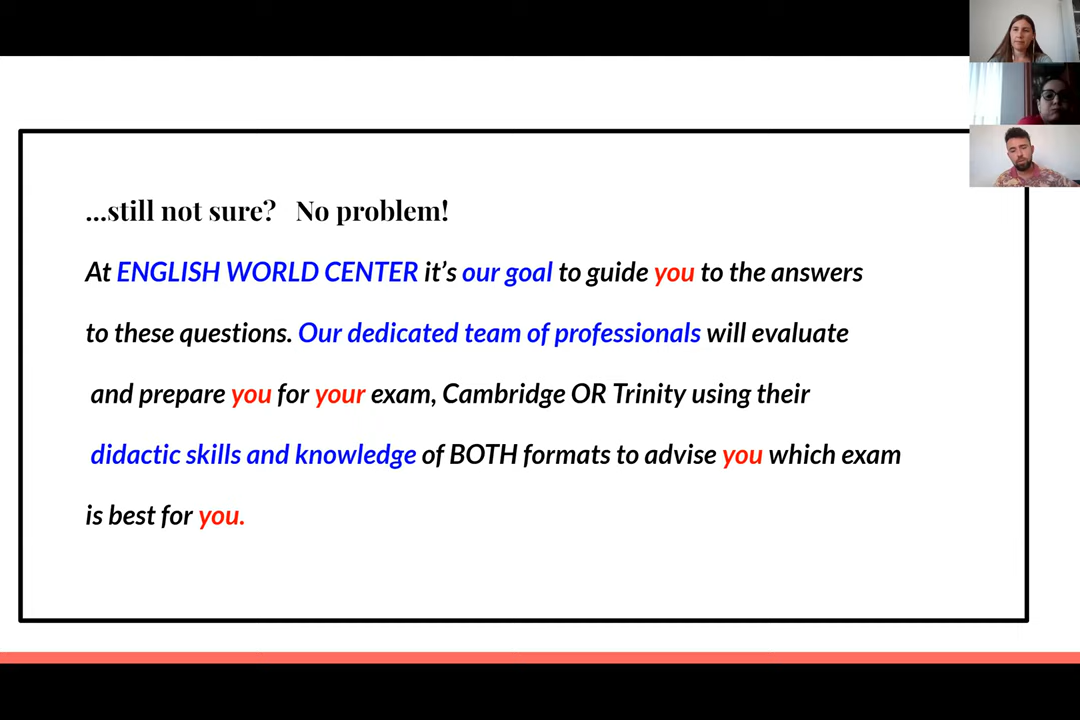 ...still not sure? No problem!
At ENGLISH WORLD CENTER it's our goal to guide you to the answers
to these questions. Our dedicated team of professionals will evaluate
and prepare you for your exam, Cambridge OR Trinity using their
didactic skills and knowledge of BOTH formats to advise you which exam
is best for you.